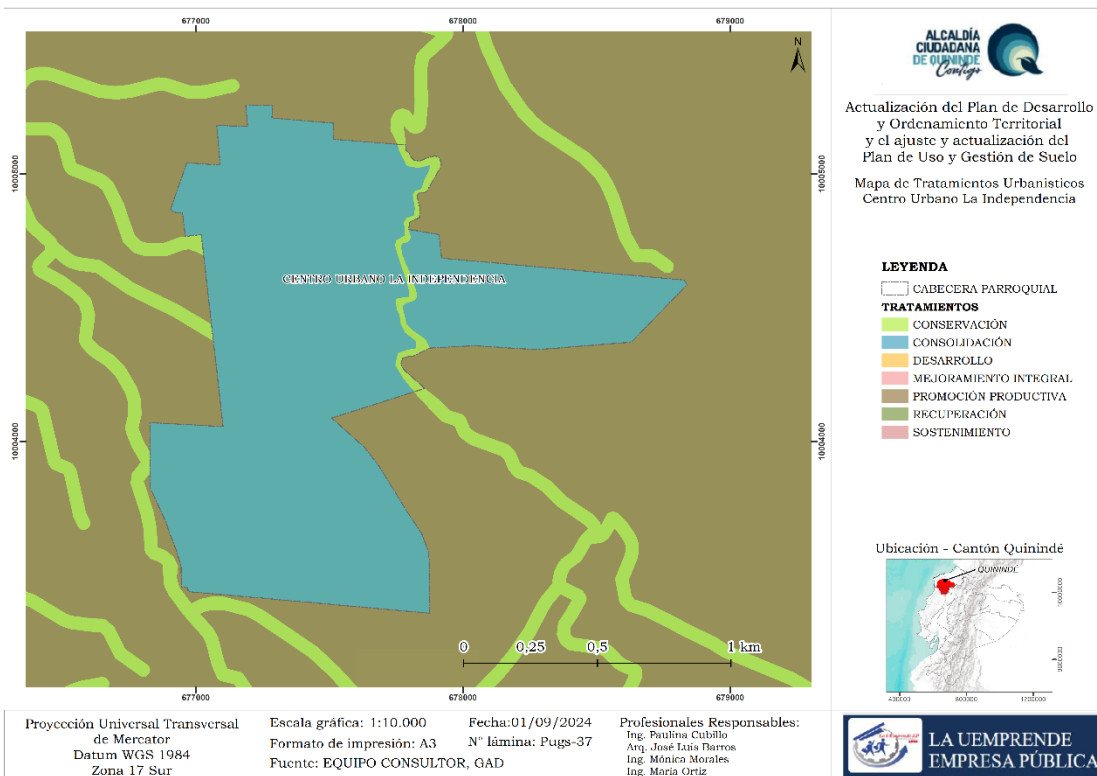 677000
678000
679000
N
10005000
10005000
CENTRO URBANO LA INDEPENDENCIA
10004000
10004000
0
0,25
0,5
1 km
677000
678000
679000
ALCALDÍA
CIUDADANA
DE QUININDE
Contigo
Actualización del Plan de Desarrollo
y Ordenamiento Territorial
y el ajuste y actualización del
Plan de Uso y Gestión de Suelo
Mapa de Tratamientos Urbanisticos
Centro Urbano La Independencia
LEYENDA
CABECERA PARROQUIAL
TRATAMIENTOS
CONSERVACIÓN
CONSOLIDACIÓN
DESARROLLO
MEJORAMIENTO INTEGRAL
PROMOCIÓN PRODUCTIVA
RECUPERACIÓN
SOSTENIMIENTO
Ubicación - Cantón Quinindé
QUININDE
Proyección Universal Transversal
de Mercator
Datum WGS 1984
Zona 17 Sur
Escala gráfica: 1:10.000
Formato de impresión: A3
Fuente: EQUIPO CONSULTOR, GAD
Fecha:01/09/2024
N° lámina: Pugs-37
Profesionales Responsables:
Ing. Paulina Cubillo
Arq. José Luis Barros
Ing. Mónica Morales
Ing. María Ortiz
LA UEMPRENDE
EMPRESA PÚBLICA